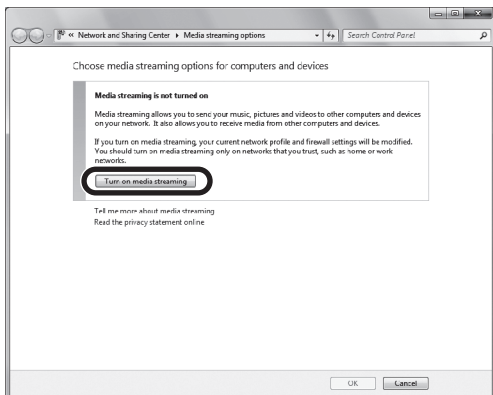 « Network and Sharing Center ▸ Media streaming options
Search Control Panel
Choose media streaming options for computers and devices
Media streaming is not turned on
Media streaming allows you to send your music, pictures and videos to other computers and devices
on your network. It also allows you to receive media from other computers and devices.
If you turn on media streaming, your current network profile and firewall settings will be modified.
You should turn on media streaming only on networks that you trust, such as home or work
networks.
Turn on media streaming
Tell me more about media streaming
Read the privacy statement online
OK Cancel